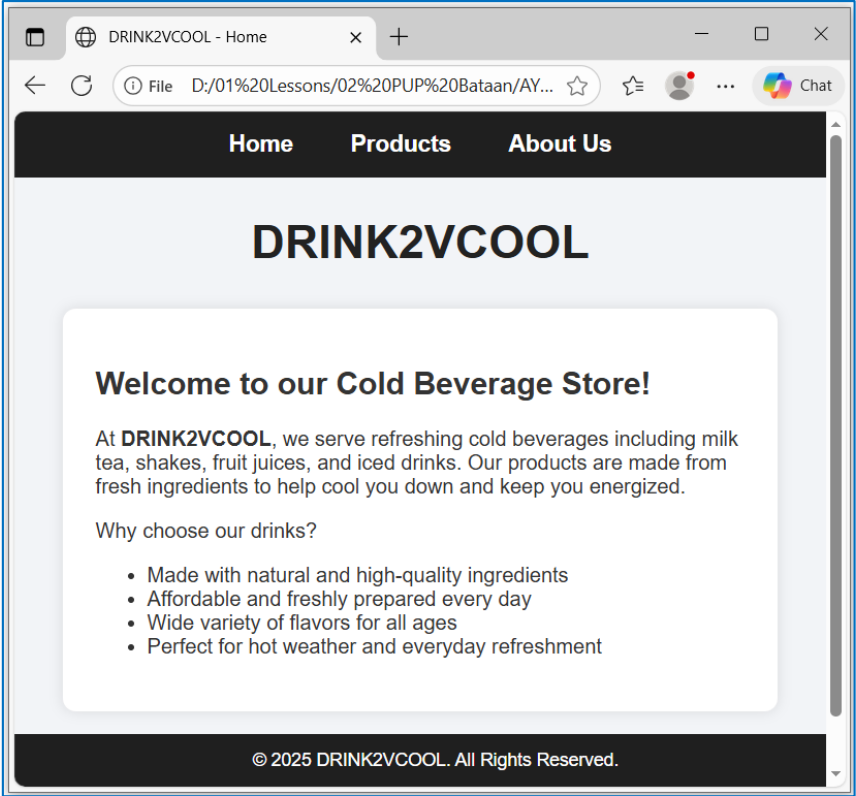 DRINK2VCOOL - Home
File D:/01%20Lessons/02%20PUP%20Bataan/AY...
Chat
Home Products About Us
DRINK2VCOOL
Welcome to our Cold Beverage Store!
At DRINK2VCOOL, we serve refreshing cold beverages including milk
tea, shakes, fruit juices, and iced drinks. Our products are made from
fresh ingredients to help cool you down and keep you energized.
Why choose our drinks?
• Made with natural and high-quality ingredients
• Affordable and freshly prepared every day
• Wide variety of flavors for all ages
• Perfect for hot weather and everyday refreshment
© 2025 DRINK2VCOOL. All Rights Reserved.